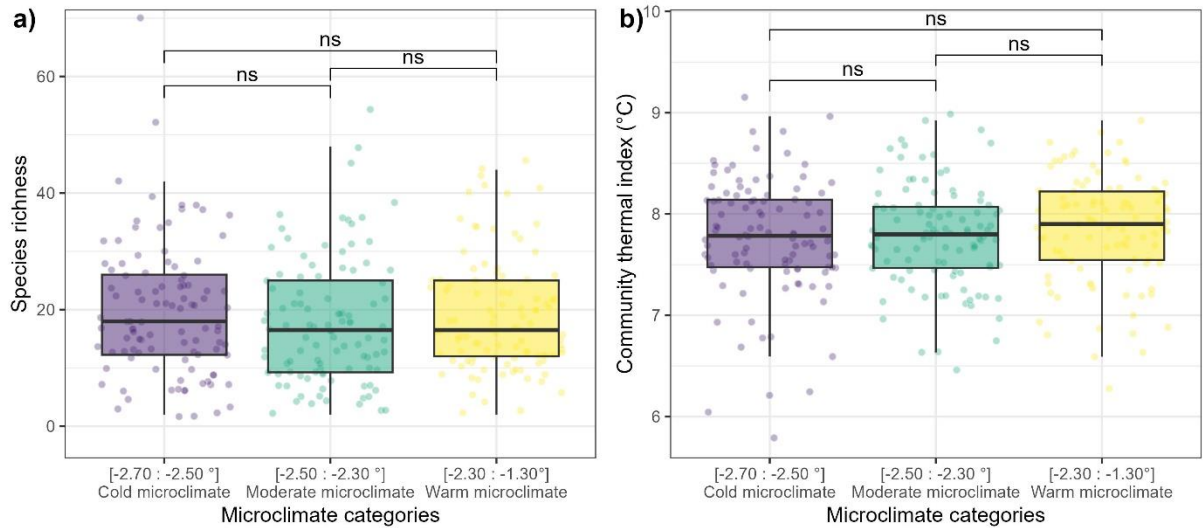 a)
ns
ns
ns
60
40
20
0
Species richness
[-2.70 : -2.50 °]
Cold microclimate
[-2.50 : -2.30 °]
Moderate microclimate
[-2.30 : -1.30°]
Warm microclimate
Microclimate categories
b)
10
ns
ns
ns
9
8
7
6
Community thermal index (°C)
[-2.70 : -2.50 °]
Cold microclimate
[-2.50 : -2.30 °]
Moderate microclimate
[-2.30 : -1.30°]
Warm microclimate
Microclimate categories